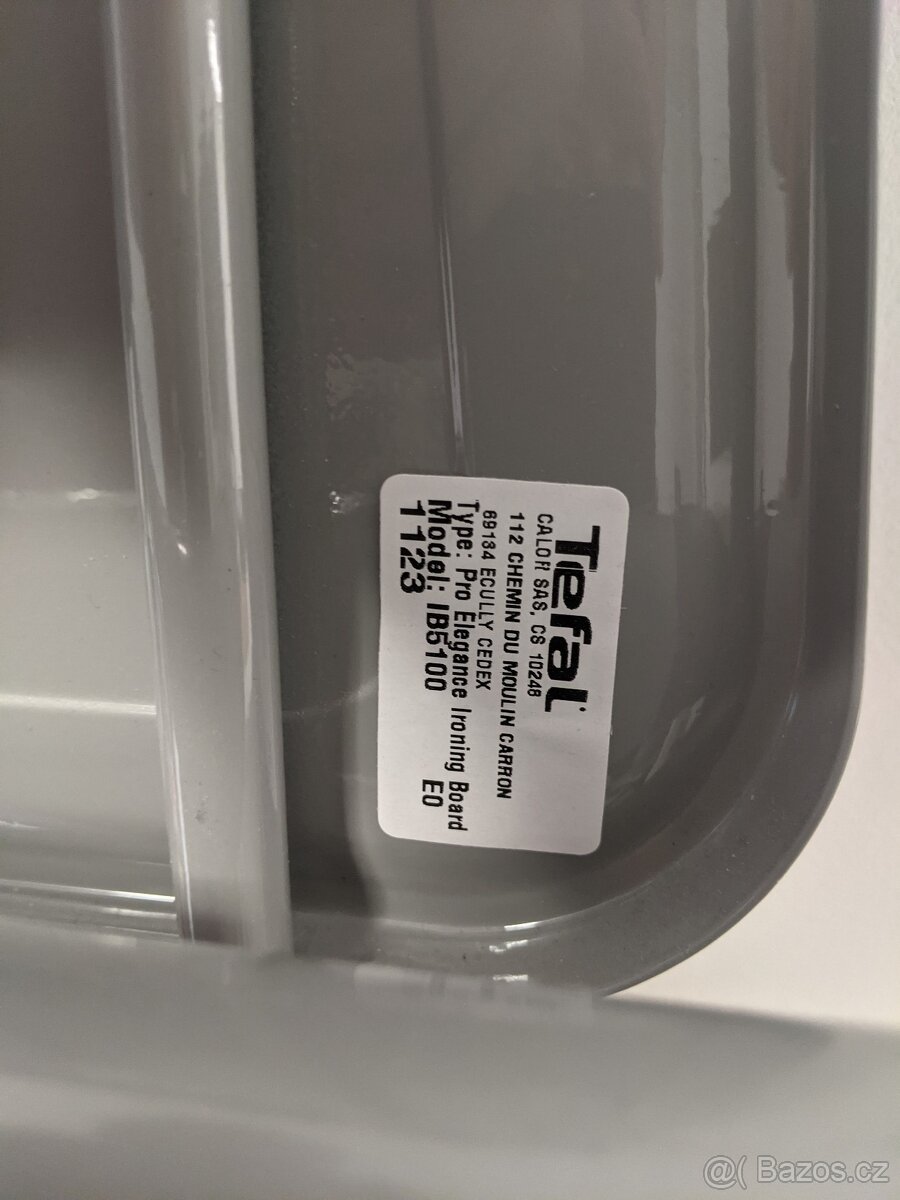 Tefal
CALOR SAS, CS 10248
112 CHEMIN DU MOULIN CARRON
69134 ECULLY CEDEX
Type: Pro Elegance Ironing Board
Model: IB5100 E0
1123
@( Bazos.cz